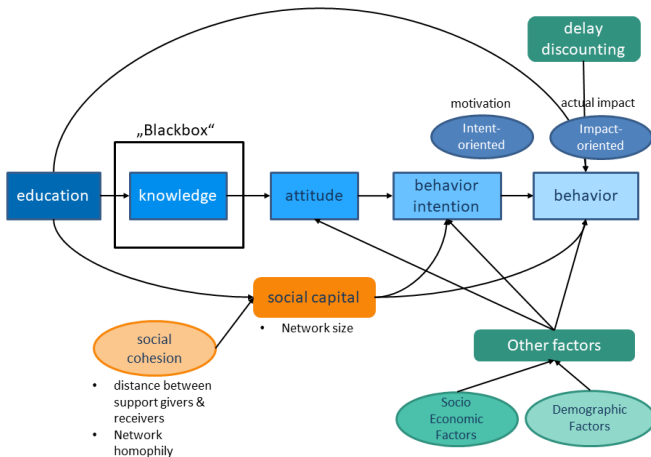 delay
discounting
motivation
actual impact
„Blackbox“
Intent-
oriented
Impact-
oriented
education
knowledge
attitude
behavior
intention
behavior
social capital
• Network size
social
cohesion
Other factors
• distance between
support givers &
receivers
• Network
homophily
Socio
Economic
Factors
Demographic
Factors